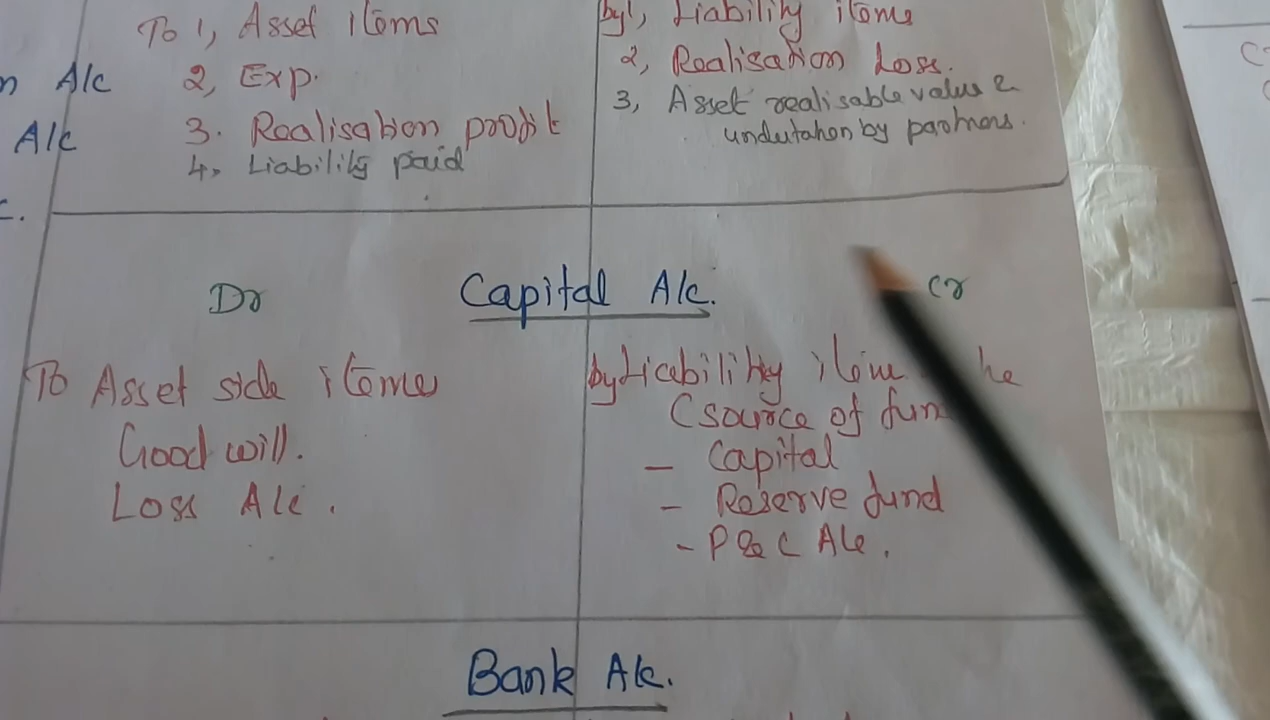 To 1, Asset items
2, Exp.
3. Realisation profit
4, Liability paid
by 1, Liability items
2, Realisation Loss.
3, Asset realisable value &
undertaken by partners.
n A/c
A/c
Dr
Capital A/c.
Cr
To Asset side items
Good will.
Loss A/c.
by Liability item he
(source of fun
- Capital
- Reserve fund
- P & L A/c.
Bank A/c.